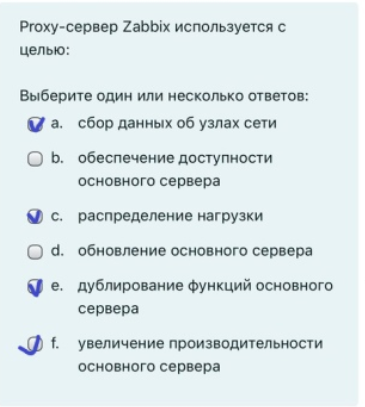 Proxy-сервер Zabbix используется с
целью:
Выберите один или несколько ответов:
a. сбор данных об узлах сети
b. обеспечение доступности
основного сервера
c. распределение нагрузки
d. обновление основного сервера
e. дублирование функций основного
сервера
f. увеличение производительности
основного сервера